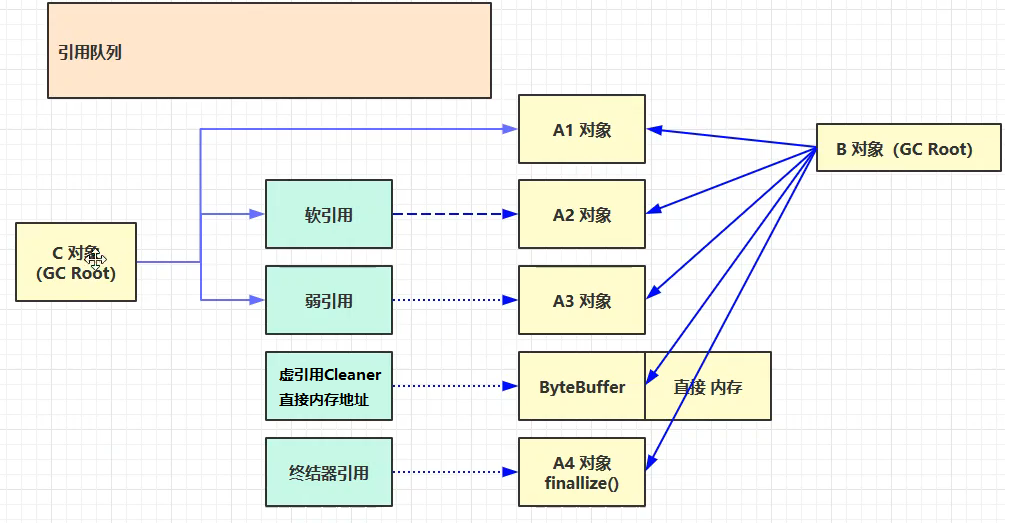 引用队列
A1 对象
B 对象（GC Root）
软引用
A2 对象
C 对象
（GC Root）
弱引用
A3 对象
虚引用Cleaner
直接内存地址
ByteBuffer
直接 内存
终结器引用
A4 对象
finallize()